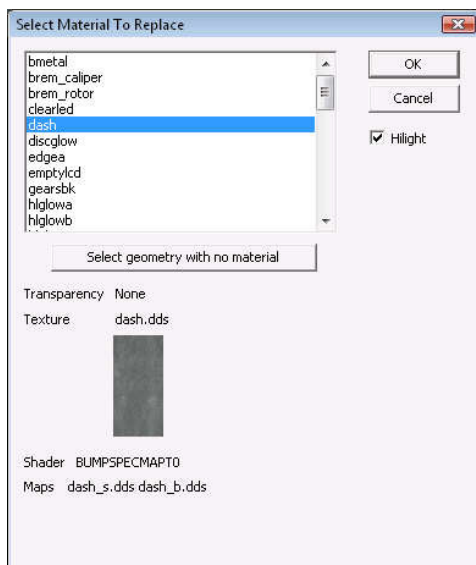 Select Material To Replace
bmetal
brem_caliper
brem_rotor
clearled
dash
discglow
edgea
emptylcd
gearsbk
hlglowa
hlglowb
OK
Cancel
Hilight
Select geometry with no material
Transparency None
Texture dash.dds
Shader BUMPSPECMAPT0
Maps dash_s.dds dash_b.dds